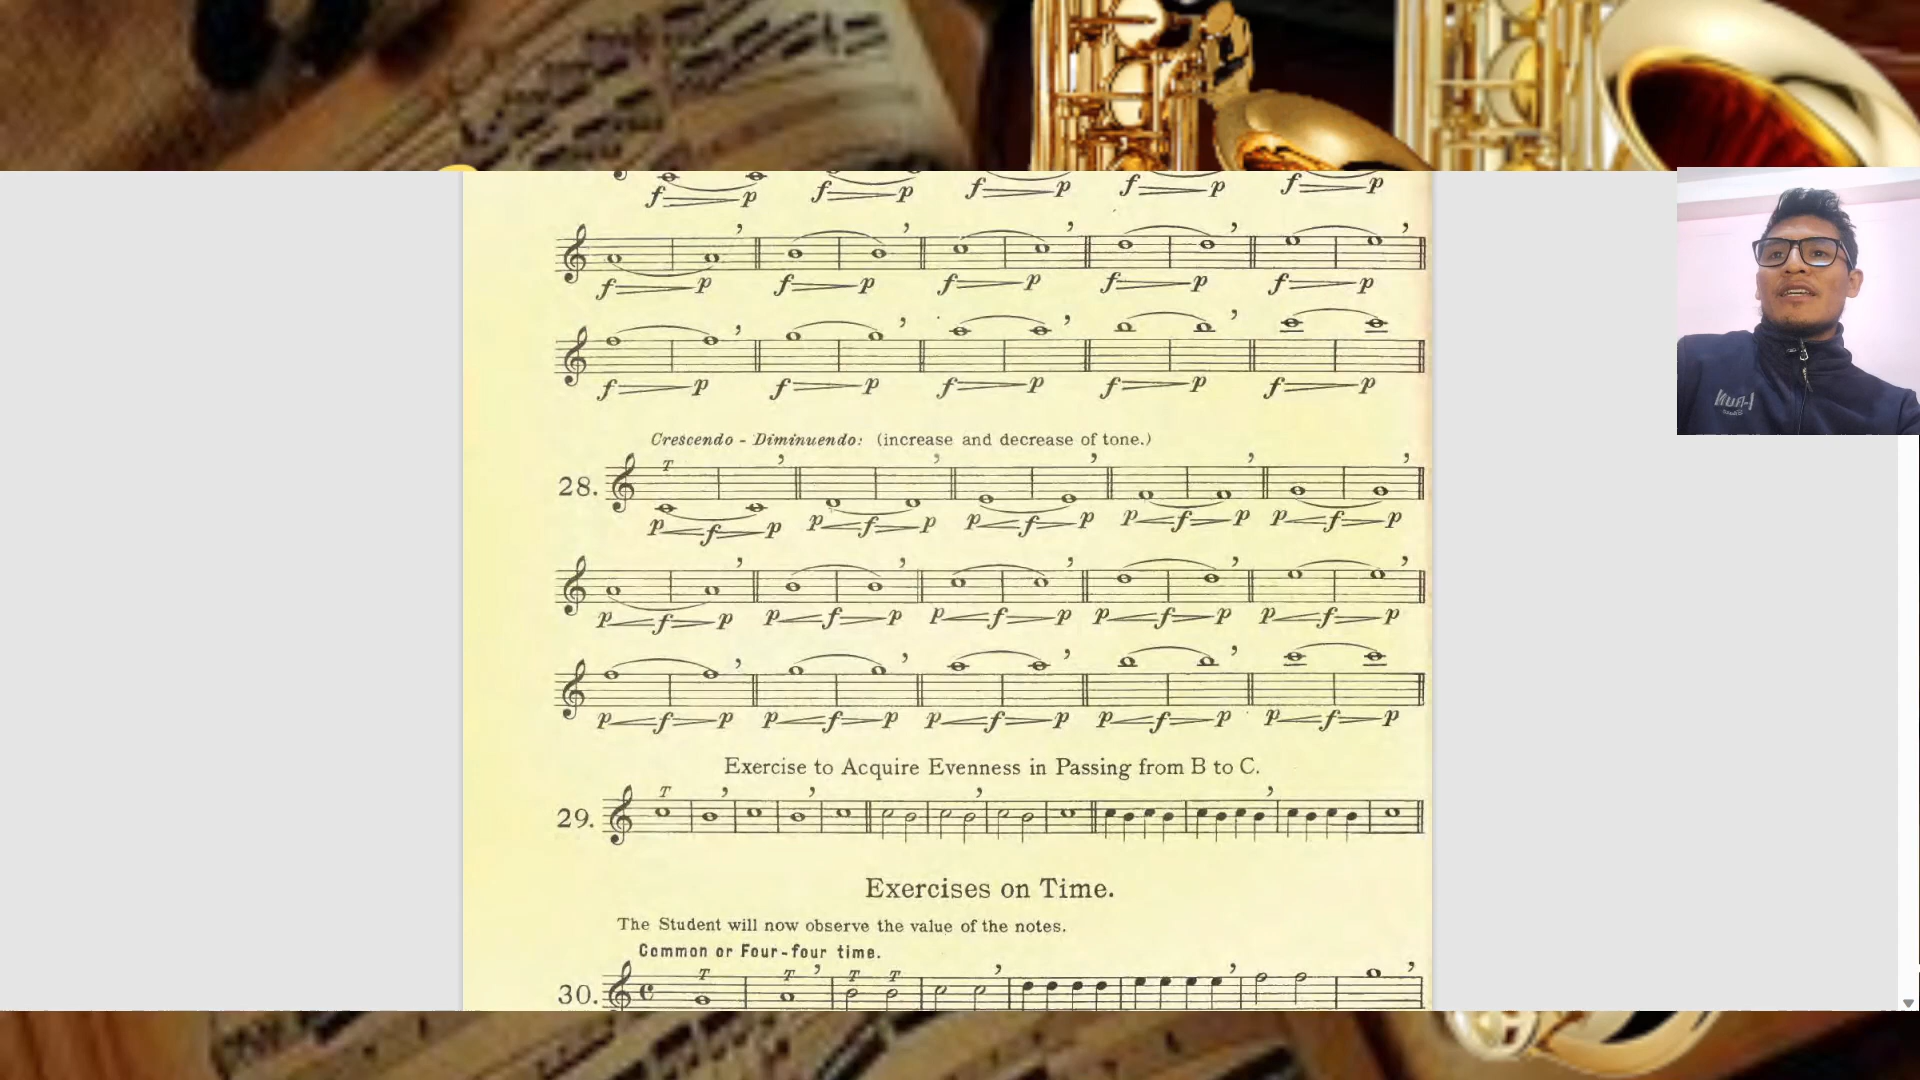 f p f p f p f p f p
f p f p f p f p f p
f p f p f p f p f p
Crescendo - Diminuendo: (increase and decrease of tone.)
28. T
p f p p f p p f p p f p p f p
p f p p f p p f p p f p p f p
p f p p f p p f p p f p p f p
Exercise to Acquire Evenness in Passing from B to C.
T
29.
Exercises on Time.
The Student will now observe the value of the notes.
Common or Four-four time.
T T T T
30.